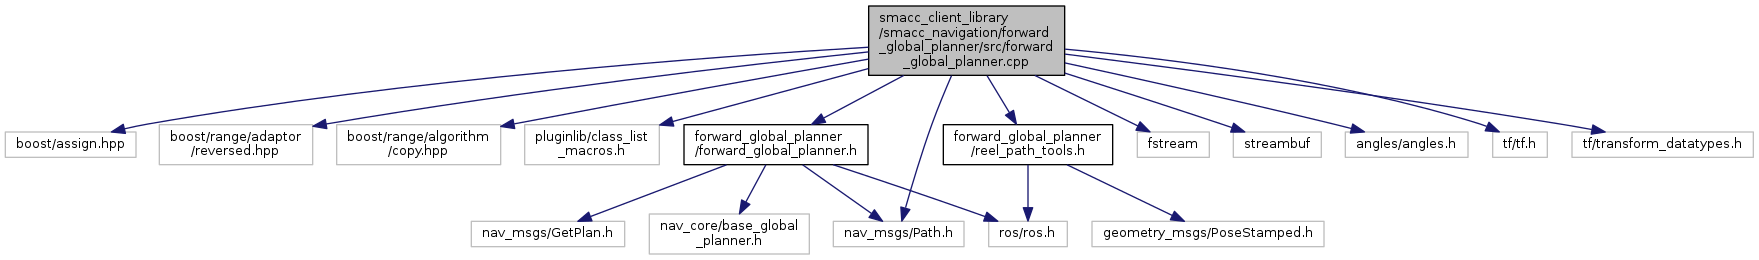 smacc_client_library
/smacc_navigation/forward
_global_planner/src/forward
_global_planner.cpp
boost/assign.hpp
boost/range/adaptor
/reversed.hpp
boost/range/algorithm
/copy.hpp
pluginlib/class_list
_macros.h
forward_global_planner
/forward_global_planner.h
forward_global_planner
/reel_path_tools.h
fstream
streambuf
angles/angles.h
tf/tf.h
tf/transform_datatypes.h
nav_msgs/GetPlan.h
nav_core/base_global
_planner.h
nav_msgs/Path.h
ros/ros.h
geometry_msgs/PoseStamped.h